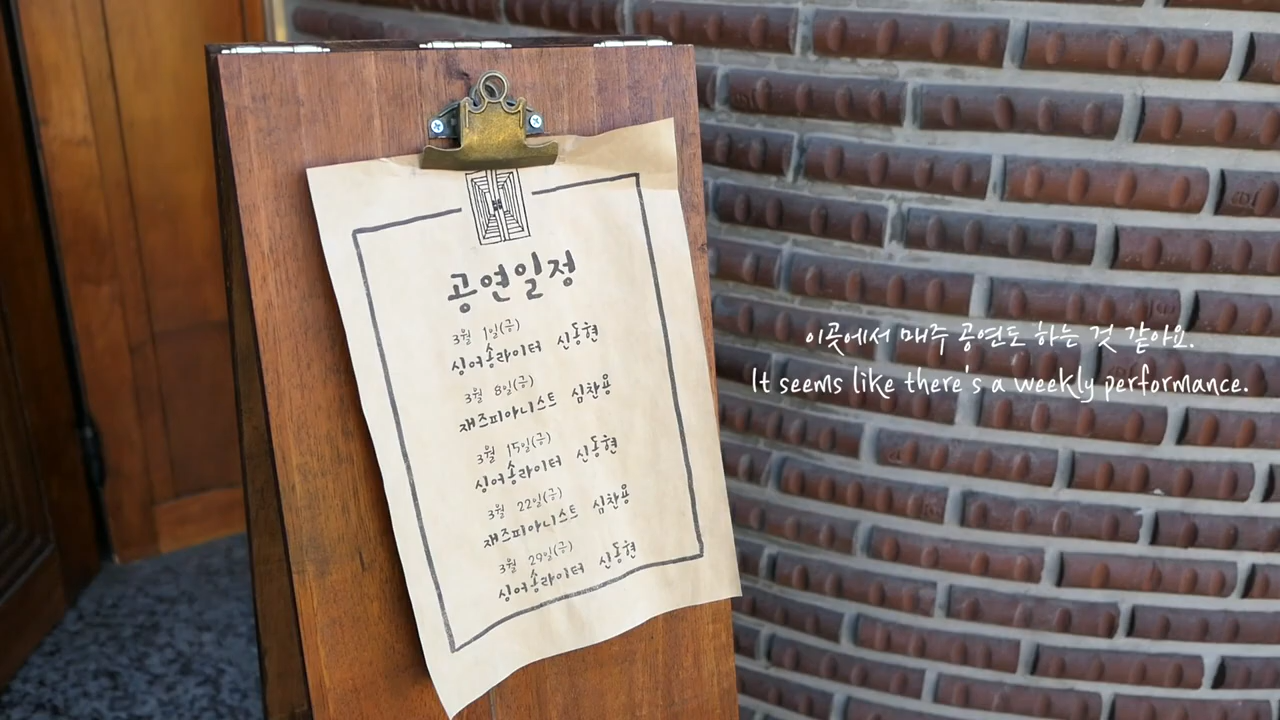 공연일정
3월 1일(금)
싱어송라이터 신동현
3월 8일(금)
재즈피아니스트 심찬용
3월 15일(금)
싱어송라이터 신동현
3월 22일(금)
재즈피아니스트 심찬용
3월 29일(금)
싱어송라이터 신동현
이곳에서 매주 공연도 하는 것 같아요.
It seems like there's a weekly performance.